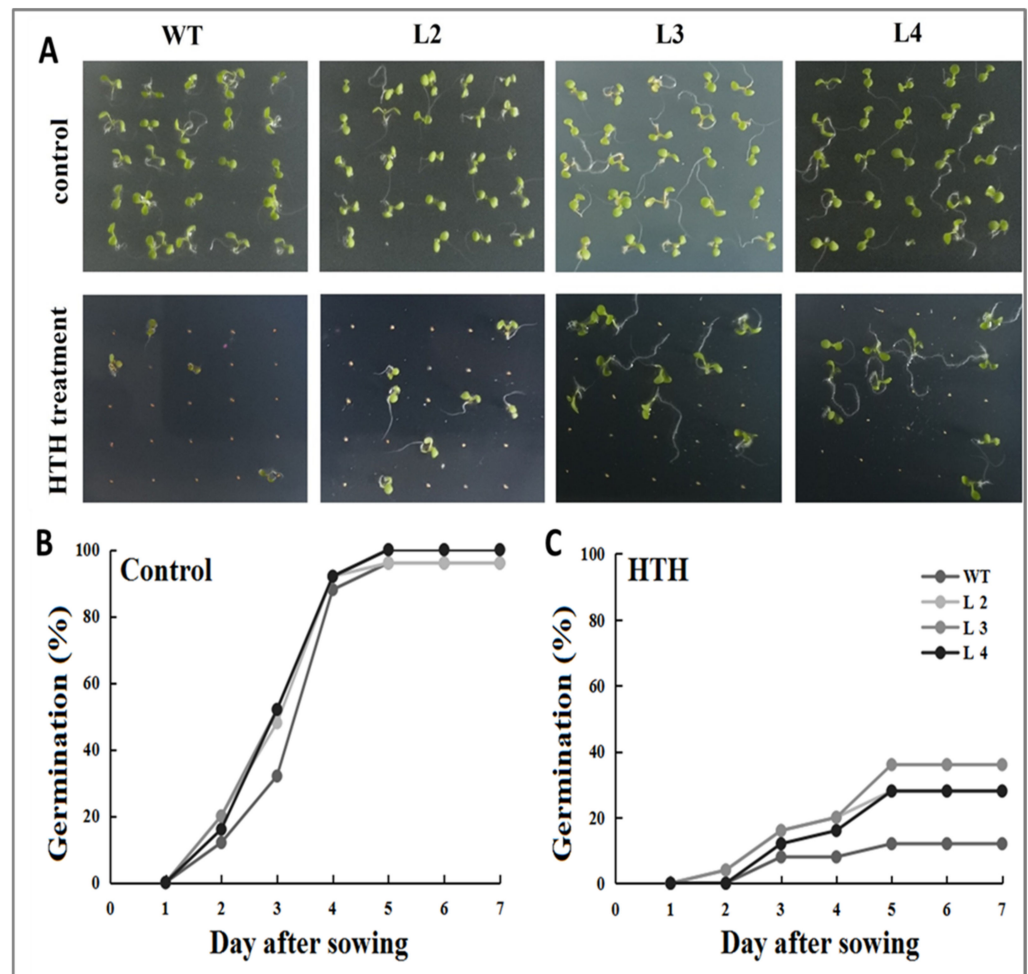 A
WT
L2
L3
L4
control
HTH treatment
B
Control
100
80
60
40
20
0
Germination (%)
0 1 2 3 4 5 6 7
Day after sowing
C
HTH
WT
L 2
L 3
L 4
100
80
60
40
20
0
Germination (%)
0 1 2 3 4 5 6 7
Day after sowing